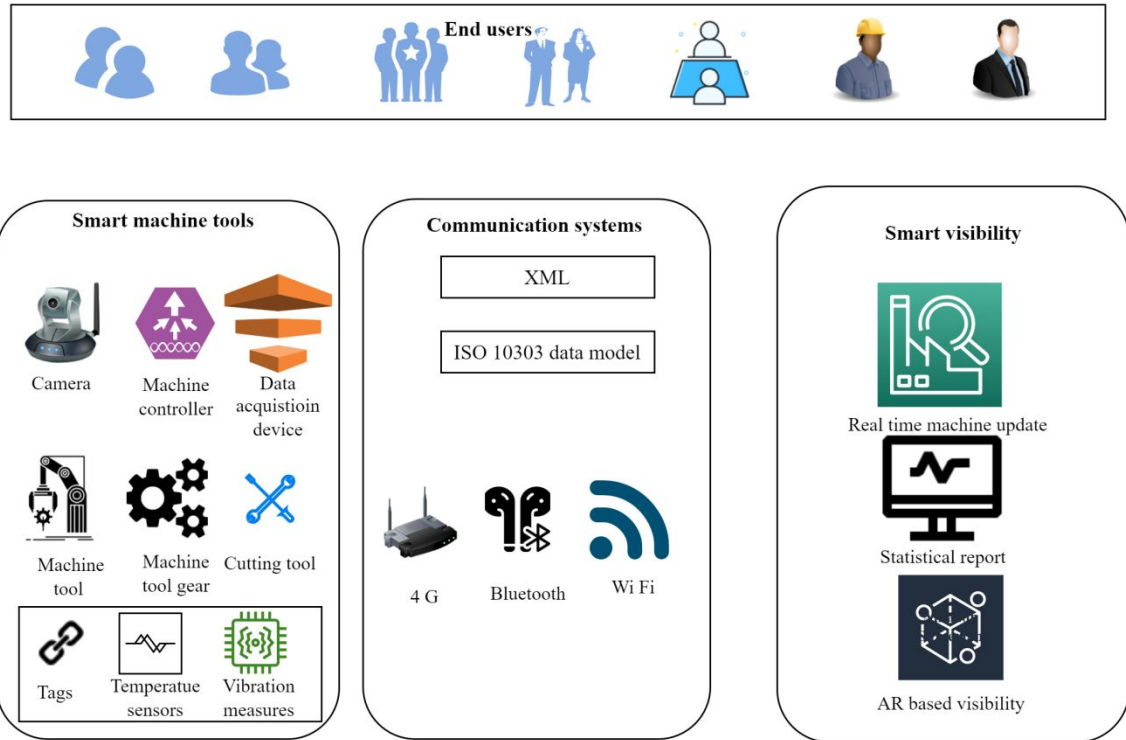 End users
Smart machine tools
Camera
Machine
controller
Data
acquistioin
device
Machine
tool
Machine
tool gear
Cutting tool
Tags
Temperatue
sensors
Vibration
measures
Communication systems
XML
ISO 10303 data model
4 G
Bluetooth
Wi Fi
Smart visibility
Real time machine update
Statistical report
AR based visibility